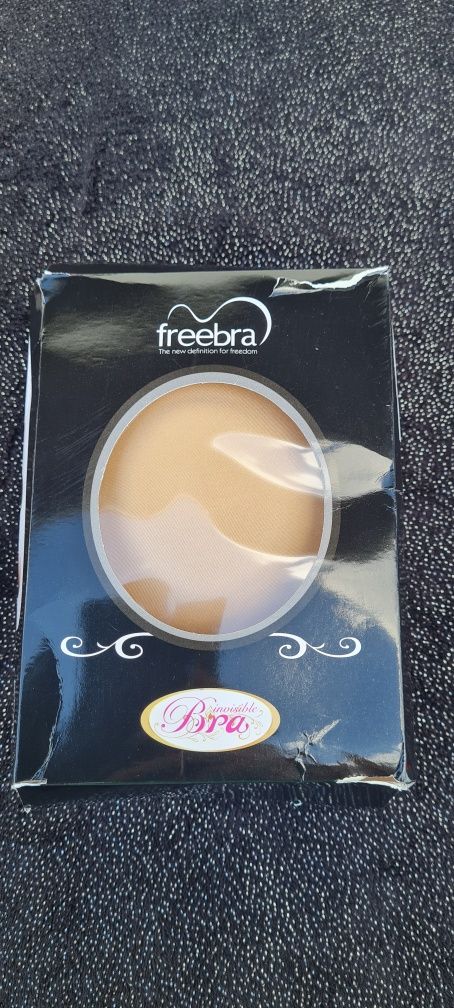 freebra
The new definition for freedom
invisible
Bra